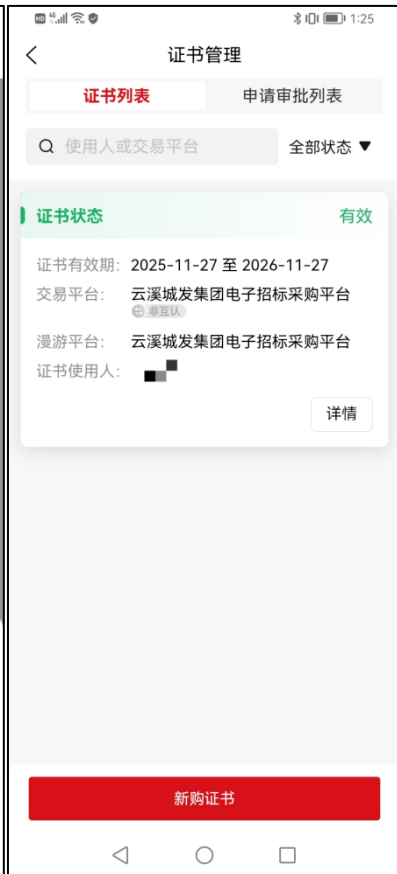 HD 1:25
证书管理
证书列表 申请审批列表
使用人或交易平台 全部状态 ▼
证书状态 有效
证书有效期: 2025-11-27 至 2026-11-27
交易平台: 云溪城发集团电子招标采购平台
非互认
漫游平台: 云溪城发集团电子招标采购平台
证书使用人:
详情
新购证书